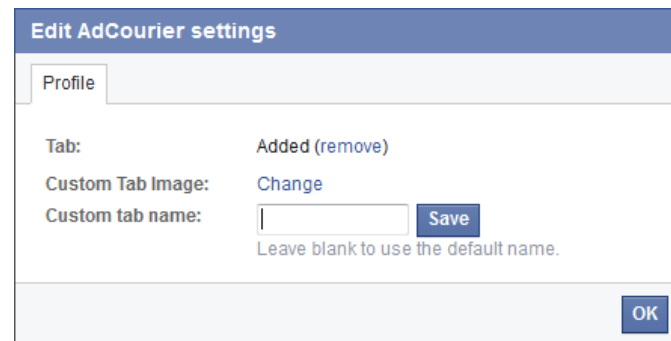 Edit AdCourier settings
Profile
Tab: Added (remove)
Custom Tab Image: Change
Custom tab name: Save
Leave blank to use the default name.
OK